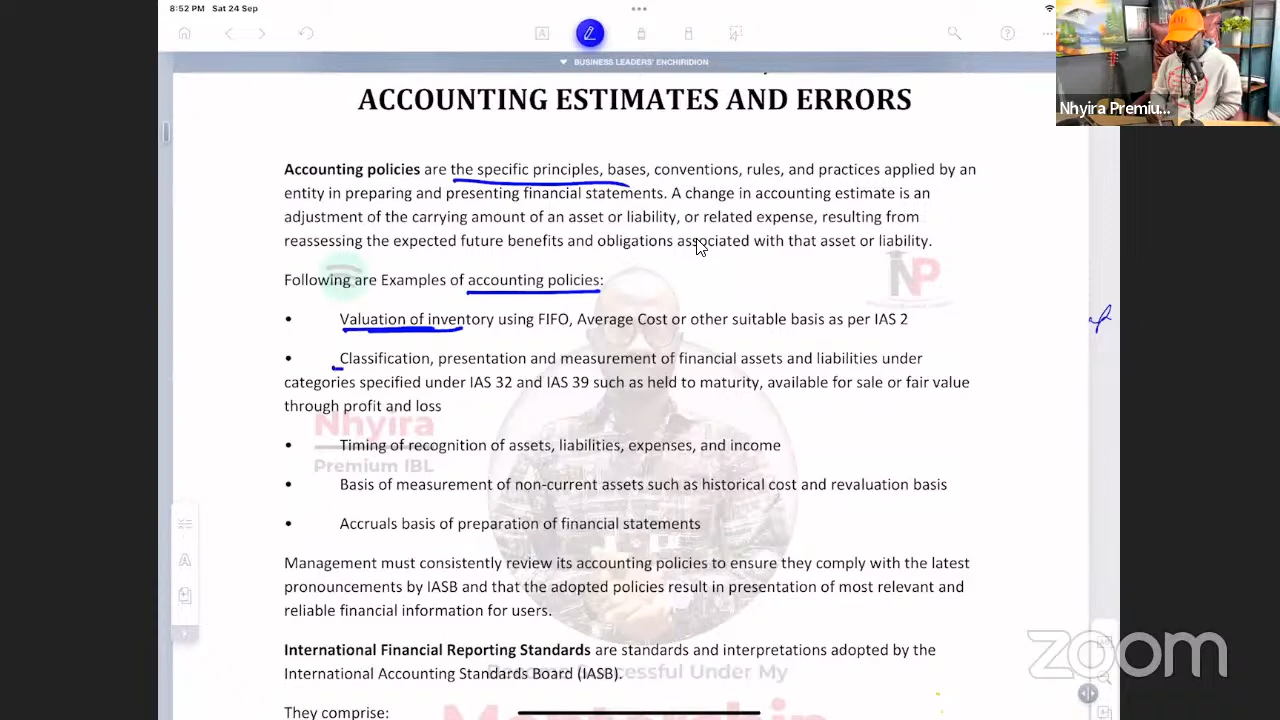 8:52 PM Sat 24 Sep
BUSINESS LEADERS' ENCHIRIDION
Nhyira Premiu...
ACCOUNTING ESTIMATES AND ERRORS
Accounting policies are the specific principles, bases, conventions, rules, and practices applied by an
entity in preparing and presenting financial statements. A change in accounting estimate is an
adjustment of the carrying amount of an asset or liability, or related expense, resulting from
reassessing the expected future benefits and obligations associated with that asset or liability.
NP
Following are Examples of accounting policies:
• Valuation of inventory using FIFO, Average Cost or other suitable basis as per IAS 2
• Classification, presentation and measurement of financial assets and liabilities under
categories specified under IAS 32 and IAS 39 such as held to maturity, available for sale or fair value
through profit and loss
Nhyira
• Timing of recognition of assets, liabilities, expenses, and income
Premium IBL
• Basis of measurement of non-current assets such as historical cost and revaluation basis
• Accruals basis of preparation of financial statements
Management must consistently review its accounting policies to ensure they comply with the latest
pronouncements by IASB and that the adopted policies result in presentation of most relevant and
reliable financial information for users.
International Financial Reporting Standards are standards and interpretations adopted by the
International Accounting Standards Board (IASB).
Become Successful Under My
Mentorship
They comprise:
zoom